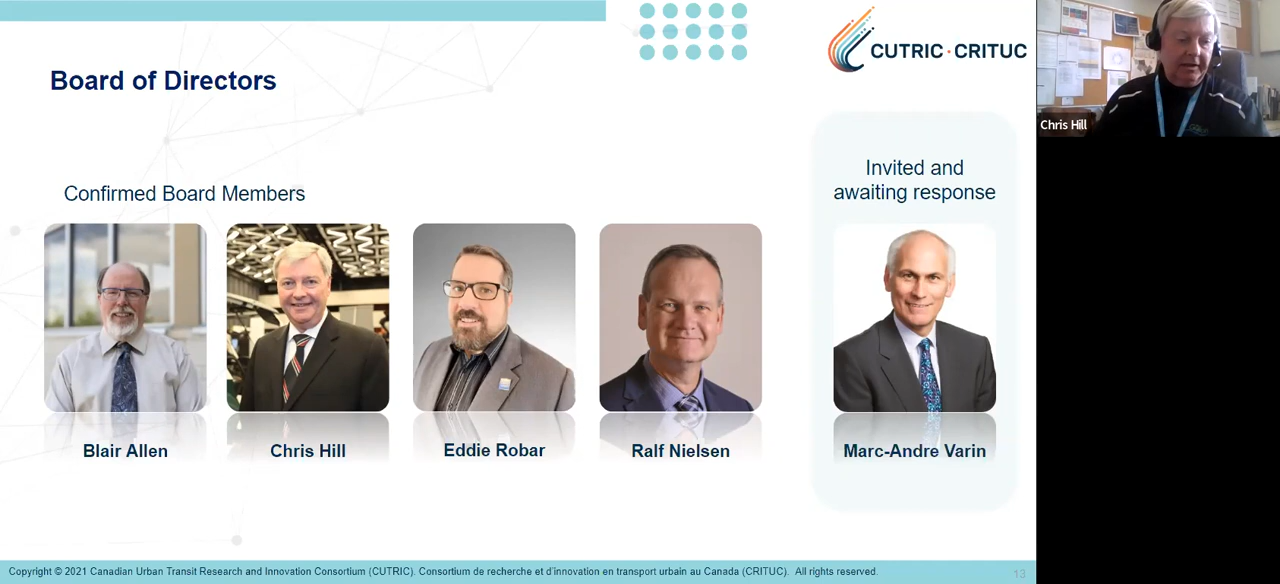 CUTRIC · CRITUC
Board of Directors
Chris Hill
Invited and
awaiting response
Confirmed Board Members
Blair Allen
Chris Hill
Eddie Robar
Ralf Nielsen
Marc-Andre Varin
Copyright © 2021 Canadian Urban Transit Research and Innovation Consortium (CUTRIC). Consortium de recherche et d'innovation en transport urbain au Canada (CRITUC). All rights reserved.
13